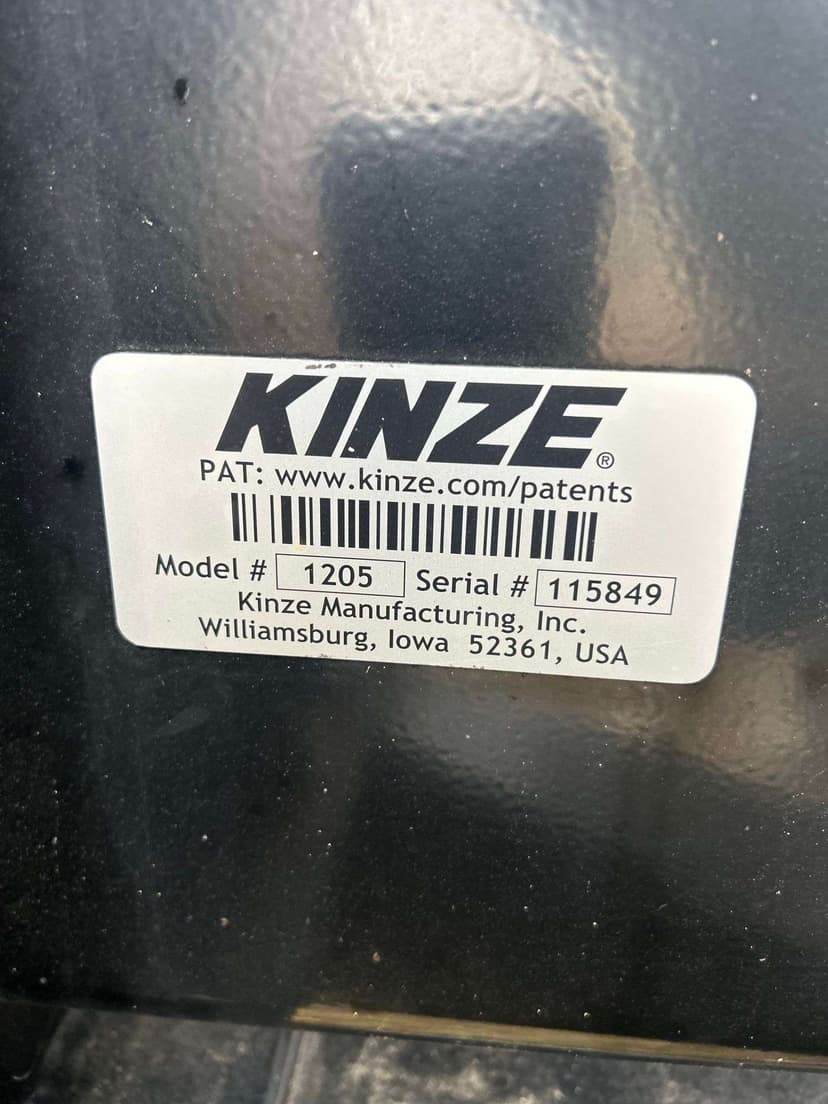 KINZE®
PAT: www.kinze.com/patents
Model # 1205 Serial # 115849
Kinze Manufacturing, Inc.
Williamsburg, Iowa 52361, USA